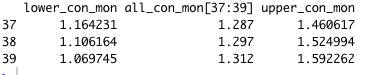 lower_con_mon all_con_mon[37:39] upper_con_mon
37 1.164231 1.287 1.460617
38 1.106164 1.297 1.524994
39 1.069745 1.312 1.592262
>